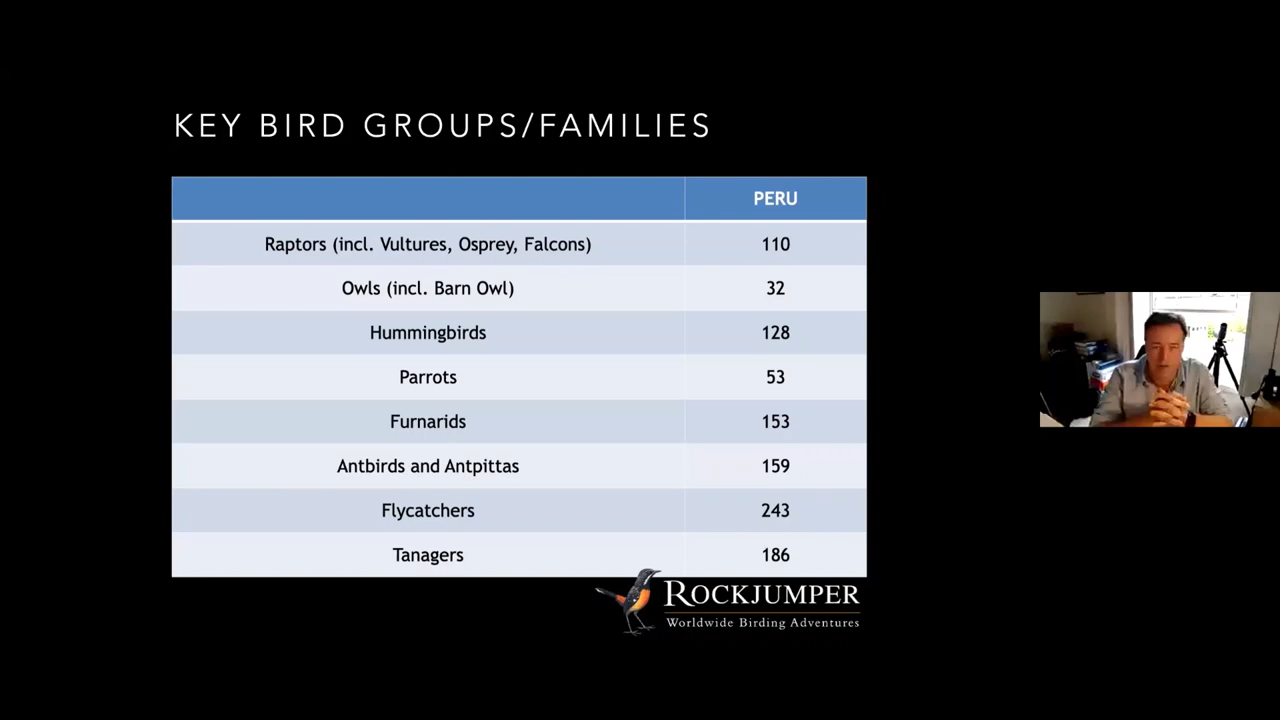 KEY BIRD GROUPS/FAMILIES
PERU
Raptors (incl. Vultures, Osprey, Falcons) 110
Owls (incl. Barn Owl) 32
Hummingbirds 128
Parrots 53
Furnarids 153
Antbirds and Antpittas 159
Flycatchers 243
Tanagers 186
ROCKJUMPER
Worldwide Birding Adventures